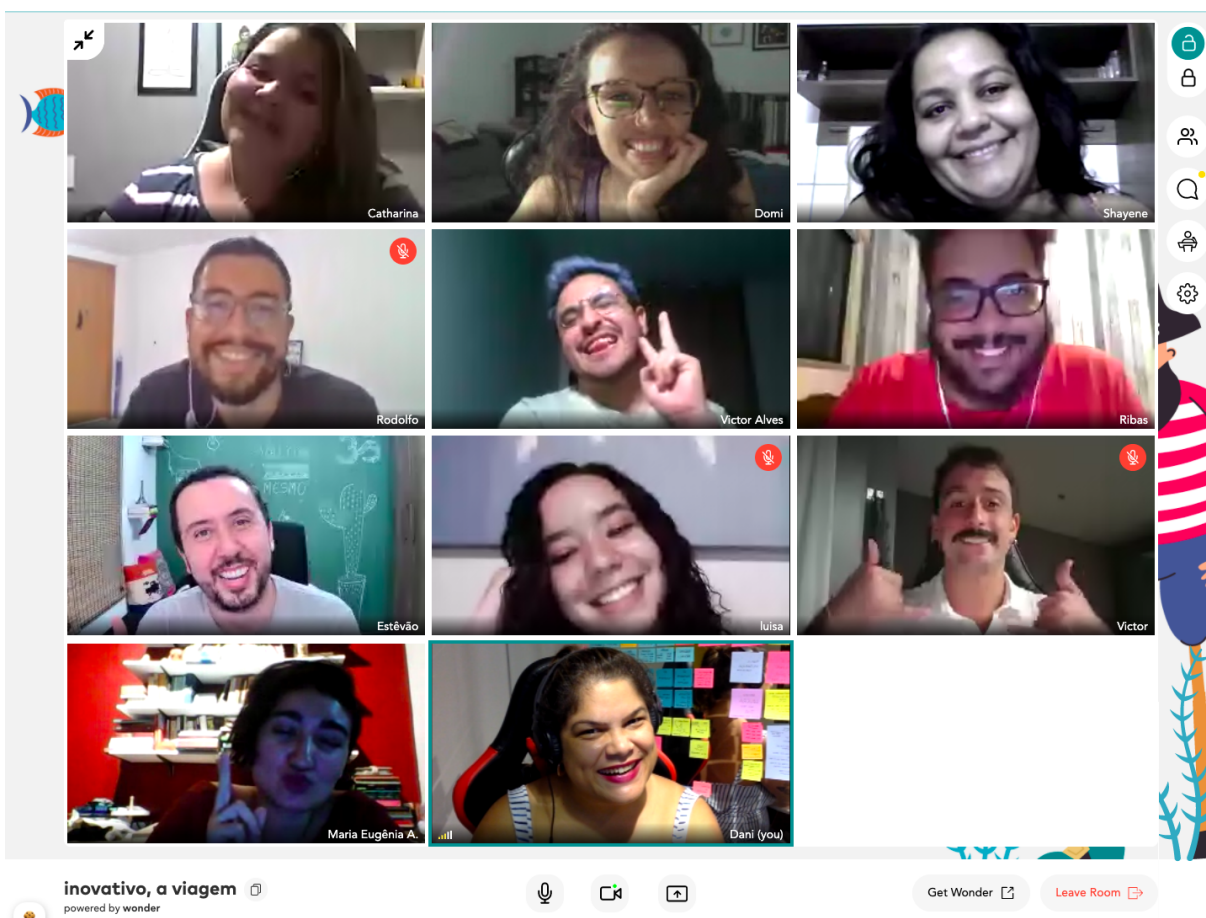 Catharina
Domi
Shayene
Rodolfo
Victor Alves
Ribas
MESMO
Estêvão
luisa
Victor
Maria Eugênia A.
Dani (you)
inovativo, a viagem
powered by wonder
Get Wonder
Leave Room